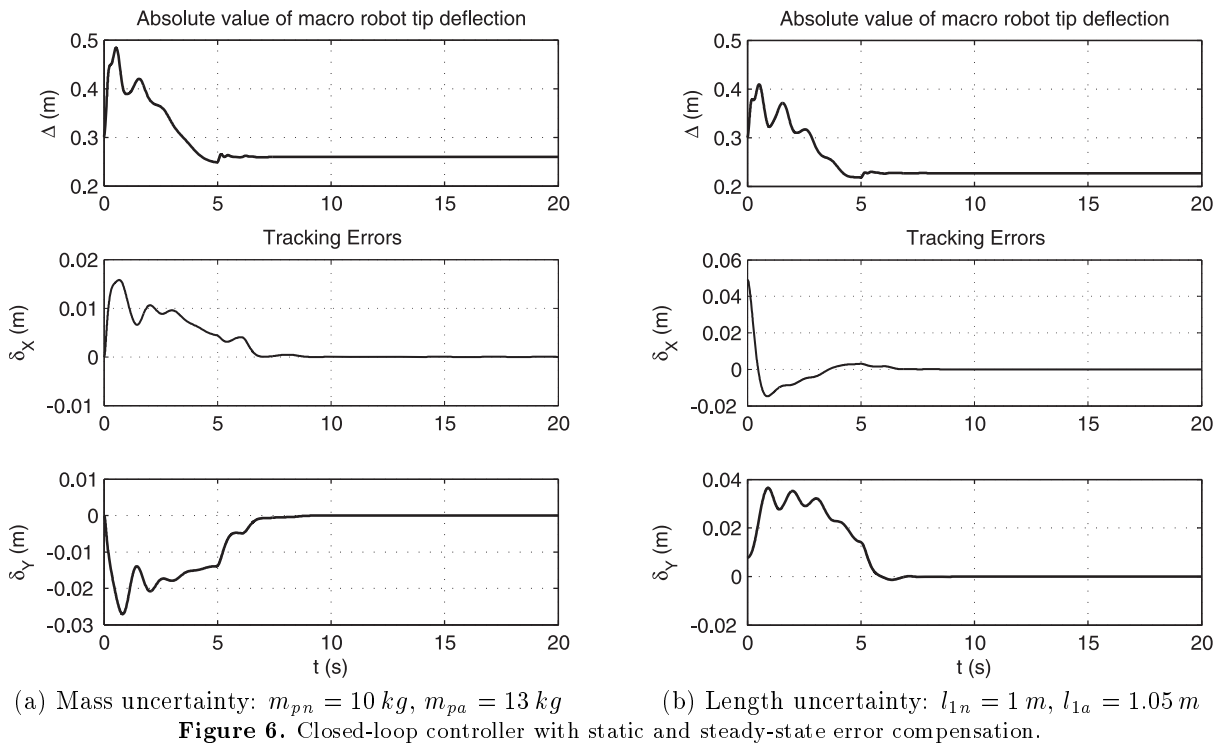 Absolute value of macro robot tip deflection
0.5
0.4
0.3
0.2
Δ (m)
0 5 10 15 20
Tracking Errors
0.02
0.01
0
-0.01
δX (m)
0 5 10 15 20
0.01
0
-0.01
-0.02
-0.03
δY (m)
0 5 10 15 20
t (s)
(a) Mass uncertainty: mpn = 10 kg, mpa = 13 kg
Absolute value of macro robot tip deflection
0.5
0.4
0.3
0.2
Δ (m)
0 5 10 15 20
Tracking Errors
0.06
0.04
0.02
0
-0.02
δX (m)
0 5 10 15 20
0.04
0.02
0
-0.02
δY (m)
0 5 10 15 20
t (s)
(b) Length uncertainty: l1n = 1 m, l1a = 1.05 m
Figure 6. Closed-loop controller with static and steady-state error compensation.